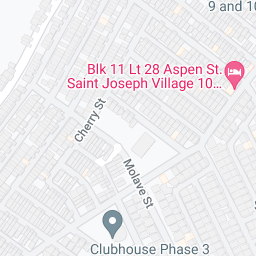 9 and 10
Blk 11 Lt 28 Aspen St.
Saint Joseph Village 10...
Cherry St
Molave St
Clubhouse Phase 3